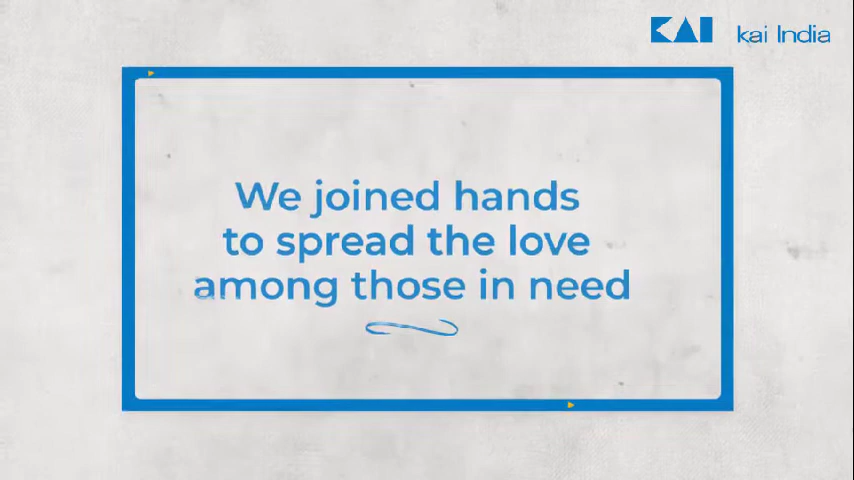 KAI kai India
We joined hands
to spread the love
among those in need